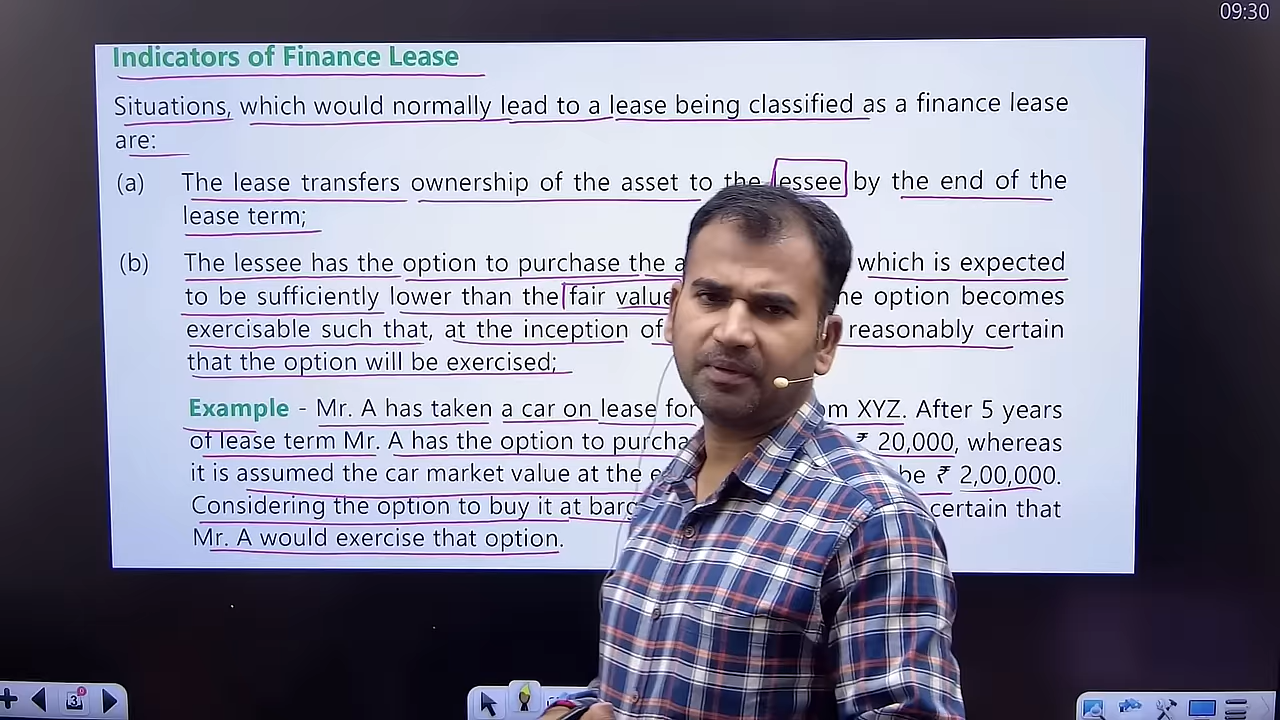 09:30
Indicators of Finance Lease
Situations, which would normally lead to a lease being classified as a finance lease
are:
(a) The lease transfers ownership of the asset to the lessee by the end of the
lease term;
(b) The lessee has the option to purchase the which is expected
to be sufficiently lower than the fair value option becomes
exercisable such that, at the inception of reasonably certain
that the option will be exercised;
Example - Mr. A has taken a car on lease for XYZ. After 5 years
of lease term Mr. A has the option to ₹ 20,000, whereas
it is assumed the car market value at the be ₹ 2,00,000.
Considering the option to buy it at certain that
Mr. A would exercise that option.
3